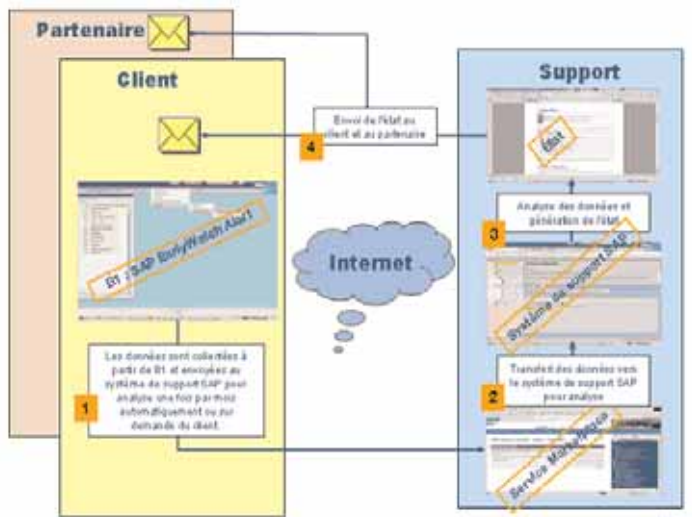 Partenaire
Client
Support
Envoi de l'état au
client et au partenaire
4
État
B1 : SAP EarlyWatch Alert
Analyse des données et
génération de l'état
3
Internet
Système de support SAP
Les données sont collectées à
partir de B1 et envoyées au
système de support SAP pour
analyse une fois par mois
automatiquement ou sur
demande du client.
1
Transfert des données vers
le système de support SAP
pour analyse
2
Service Marketplace